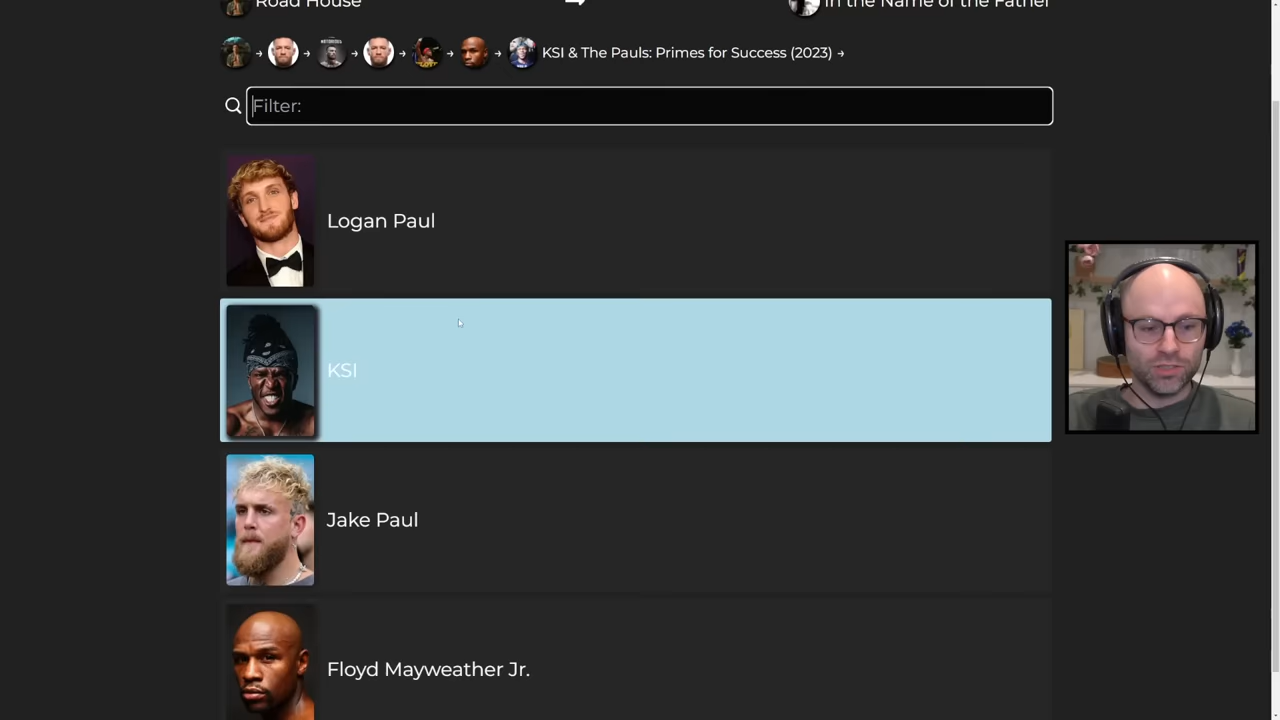 Road House
In the Name of the Father
KSI & The Pauls: Primes for Success (2023) →
Filter:
Logan Paul
KSI
Jake Paul
Floyd Mayweather Jr.